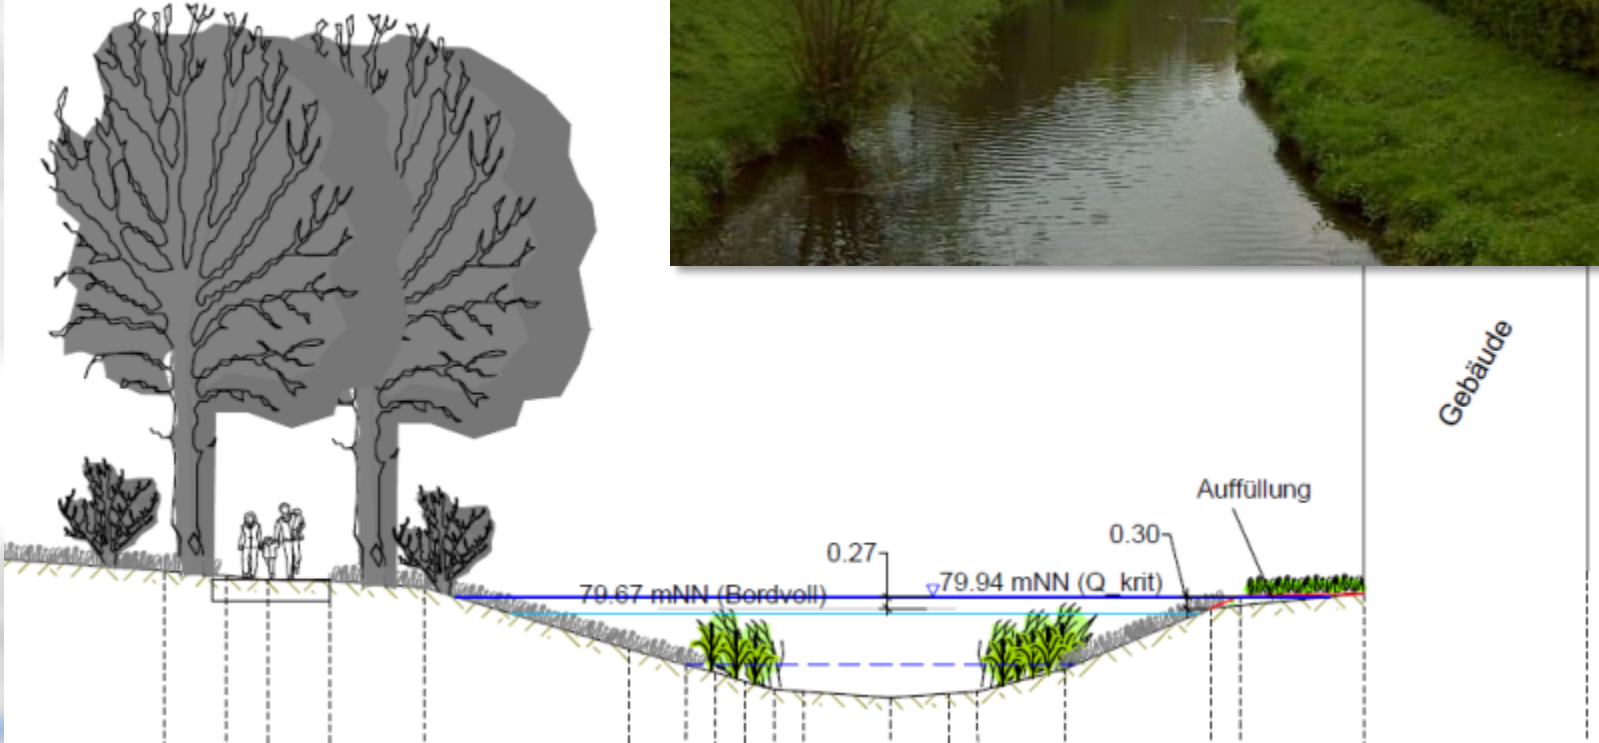 Gebäude
Auffüllung
0.30
0.27
79.94 mNN (Q_krit)
79.67 mNN (Bordvoll)